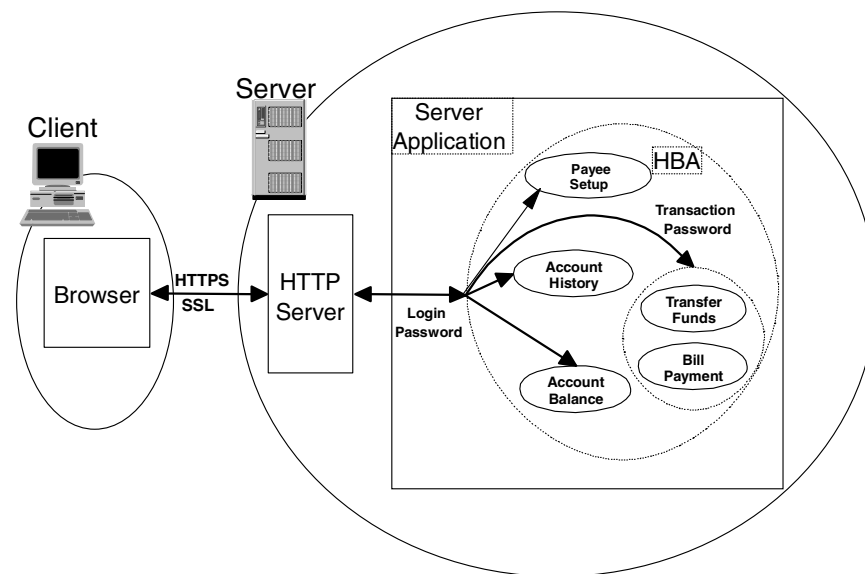 Client
Server
Browser
HTTPS
SSL
HTTP
Server
Login
Password
Server
Application
HBA
Payee
Setup
Transaction
Password
Account
History
Transfer
Funds
Bill
Payment
Account
Balance